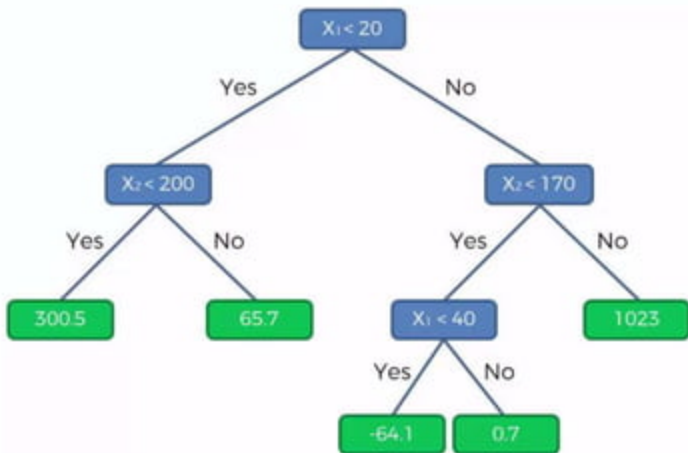 X₁ < 20
Yes
No
X₂ < 200
X₂ < 170
Yes
No
Yes
No
300.5
65.7
X₁ < 40
1023
Yes
No
-64.1
0.7